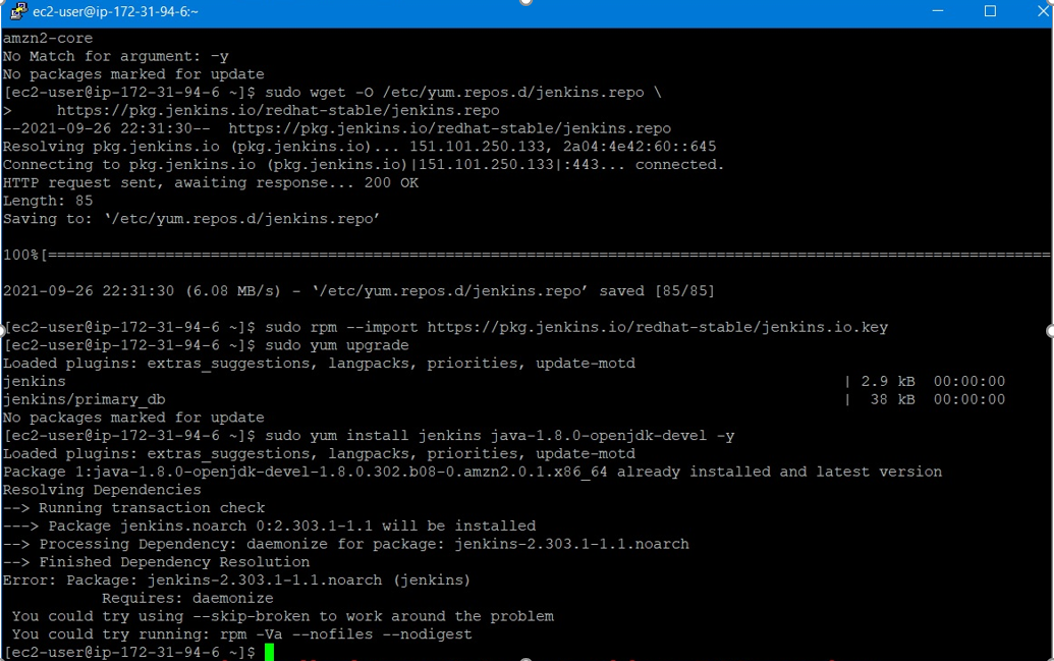 ec2-user@ip-172-31-94-6:~
amzn2-core
No Match for argument: -y
No packages marked for update
[ec2-user@ip-172-31-94-6 ~]$ sudo wget -O /etc/yum.repos.d/jenkins.repo \
>     https://pkg.jenkins.io/redhat-stable/jenkins.repo
--2021-09-26 22:31:30--  https://pkg.jenkins.io/redhat-stable/jenkins.repo
Resolving pkg.jenkins.io (pkg.jenkins.io)... 151.101.250.133, 2a04:4e42:60::645
Connecting to pkg.jenkins.io (pkg.jenkins.io)|151.101.250.133|:443... connected.
HTTP request sent, awaiting response... 200 OK
Length: 85
Saving to: ‘/etc/yum.repos.d/jenkins.repo’
100%[==============================================================================================================
2021-09-26 22:31:30 (6.08 MB/s) - ‘/etc/yum.repos.d/jenkins.repo’ saved [85/85]
[ec2-user@ip-172-31-94-6 ~]$ sudo rpm --import https://pkg.jenkins.io/redhat-stable/jenkins.io.key
[ec2-user@ip-172-31-94-6 ~]$ sudo yum upgrade
Loaded plugins: extras_suggestions, langpacks, priorities, update-motd
jenkins | 2.9 kB  00:00:00
jenkins/primary_db |  38 kB  00:00:00
No packages marked for update
[ec2-user@ip-172-31-94-6 ~]$ sudo yum install jenkins java-1.8.0-openjdk-devel -y
Loaded plugins: extras_suggestions, langpacks, priorities, update-motd
Package 1:java-1.8.0-openjdk-devel-1.8.0.302.b08-0.amzn2.0.1.x86_64 already installed and latest version
Resolving Dependencies
--> Running transaction check
---> Package jenkins.noarch 0:2.303.1-1.1 will be installed
--> Processing Dependency: daemonize for package: jenkins-2.303.1-1.1.noarch
--> Finished Dependency Resolution
Error: Package: jenkins-2.303.1-1.1.noarch (jenkins)
           Requires: daemonize
 You could try using --skip-broken to work around the problem
 You could try running: rpm -Va --nofiles --nodigest
[ec2-user@ip-172-31-94-6 ~]$